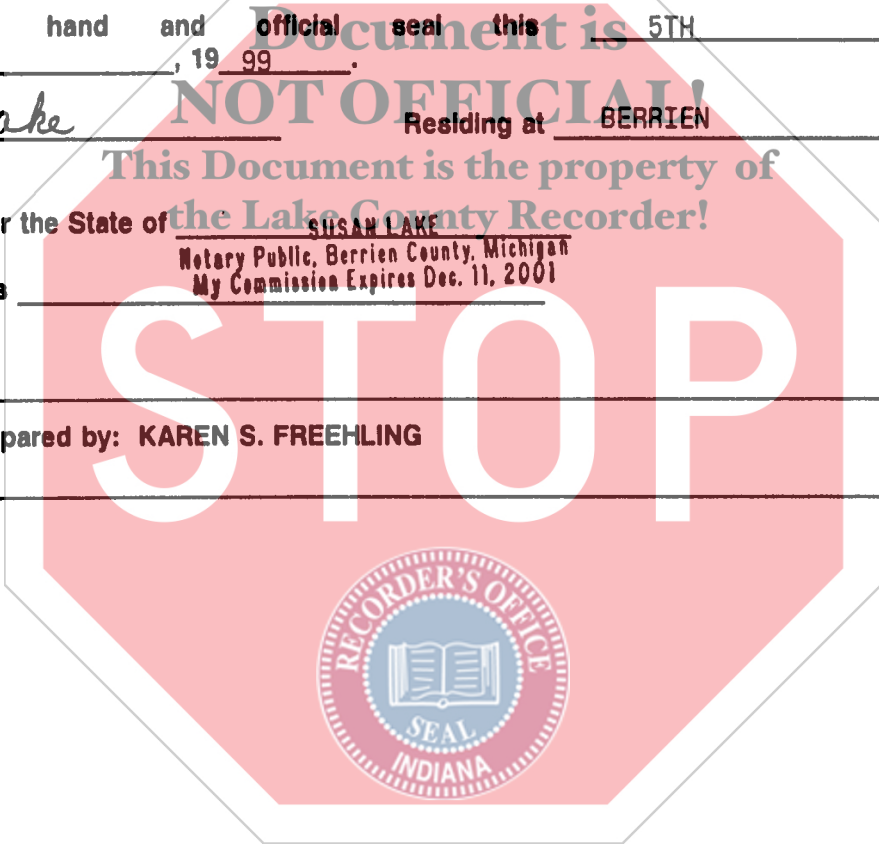 hand and official seal this 5TH
Document is
, 19 99 .
NOT OFFICIAL!
ake Residing at BERRIEN
This Document is the property of
the Lake County Recorder!
r the State of SUSAN LAKE
Notary Public, Berrien County, Michigan
My Commission Expires Dec. 11, 2001
s
STOP
pared by: KAREN S. FREEHLING
RECORDER'S OFFICE
SEAL
INDIANA